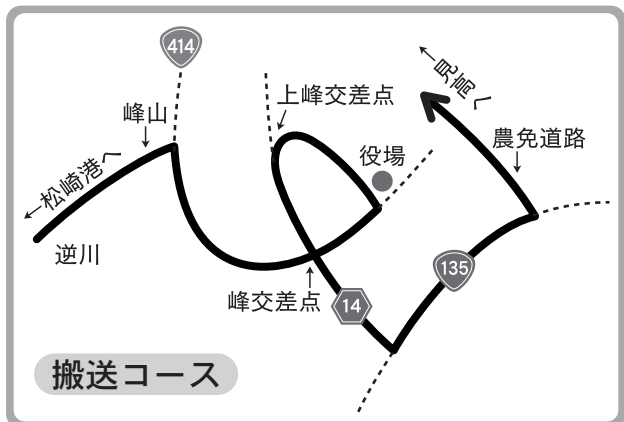 414
←見高へ
上峰交差点
峰山
農免道路
役場
←松崎港へ
逆川
135
峰交差点
14
搬送コース